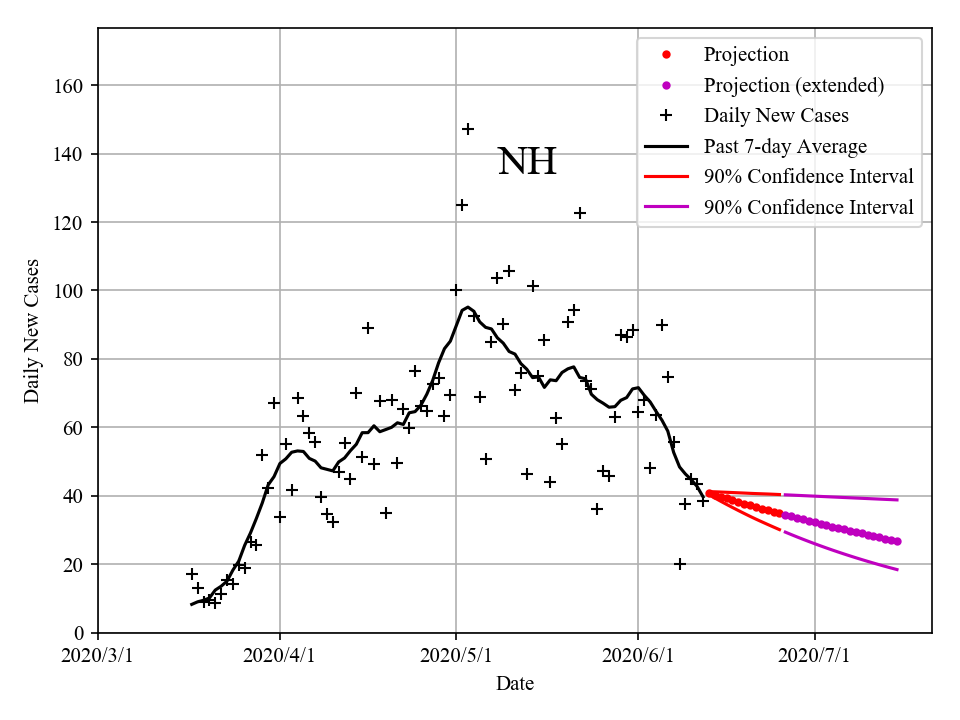 160
140
120
100
80
60
40
20
0
Daily New Cases
NH
Projection
Projection (extended)
Daily New Cases
Past 7-day Average
90% Confidence Interval
90% Confidence Interval
2020/3/1 2020/4/1 2020/5/1 2020/6/1 2020/7/1
Date